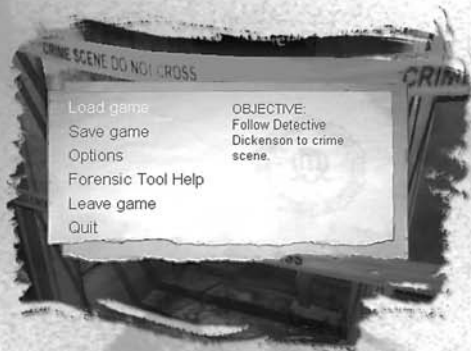 CRIME SCENE DO NOT CROSS
CRIM
Load game
Save game
Options
Forensic Tool Help
Leave game
Quit
OBJECTIVE:
Follow Detective
Dickenson to crime
scene.